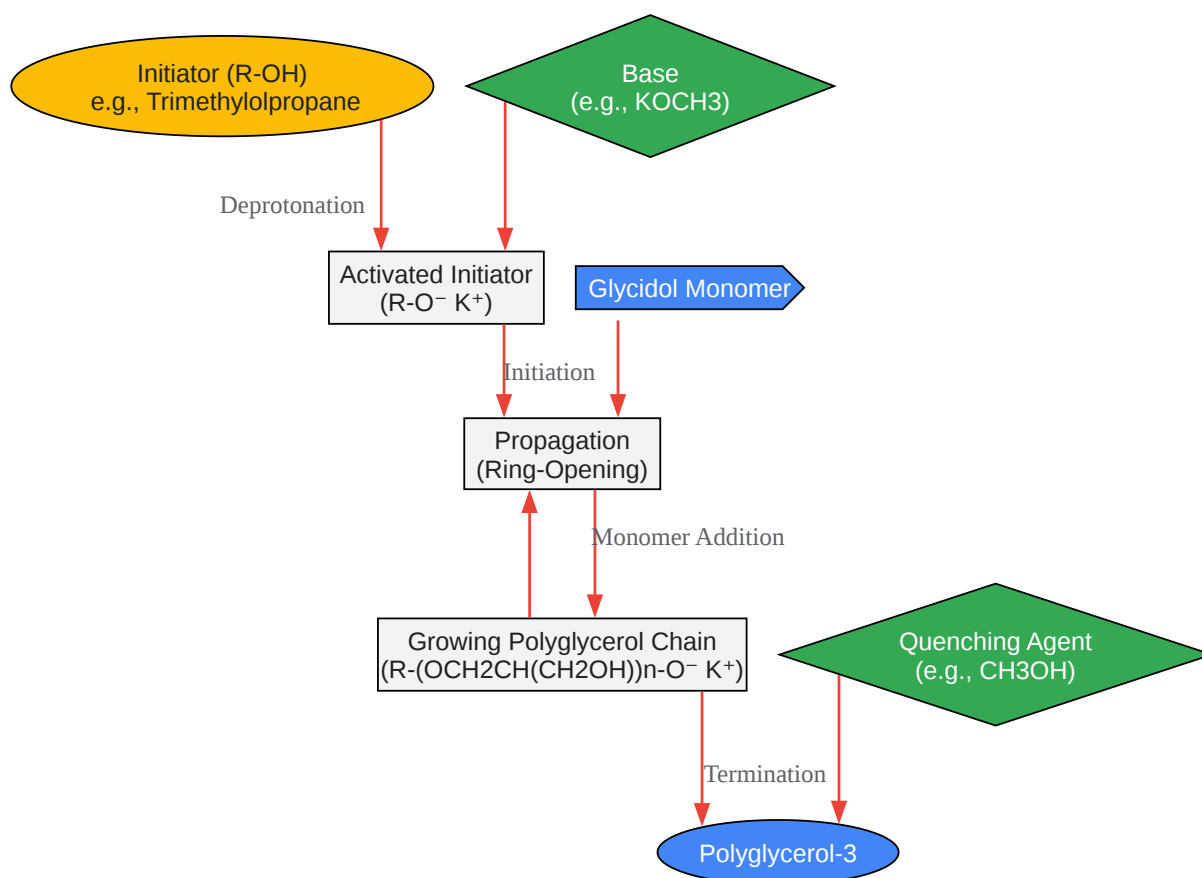 Initiator (R-OH)
e.g., Trimethylolpropane
Base
(e.g., KOCH3)
Deprotonation
Activated Initiator
(R-O⁻ K⁺)
Glycidol Monomer
Initiation
Propagation
(Ring-Opening)
Monomer Addition
Growing Polyglycerol Chain
(R-(OCH2CH(CH2OH))n-O⁻ K⁺)
Quenching Agent
(e.g., CH3OH)
Termination
Polyglycerol-3